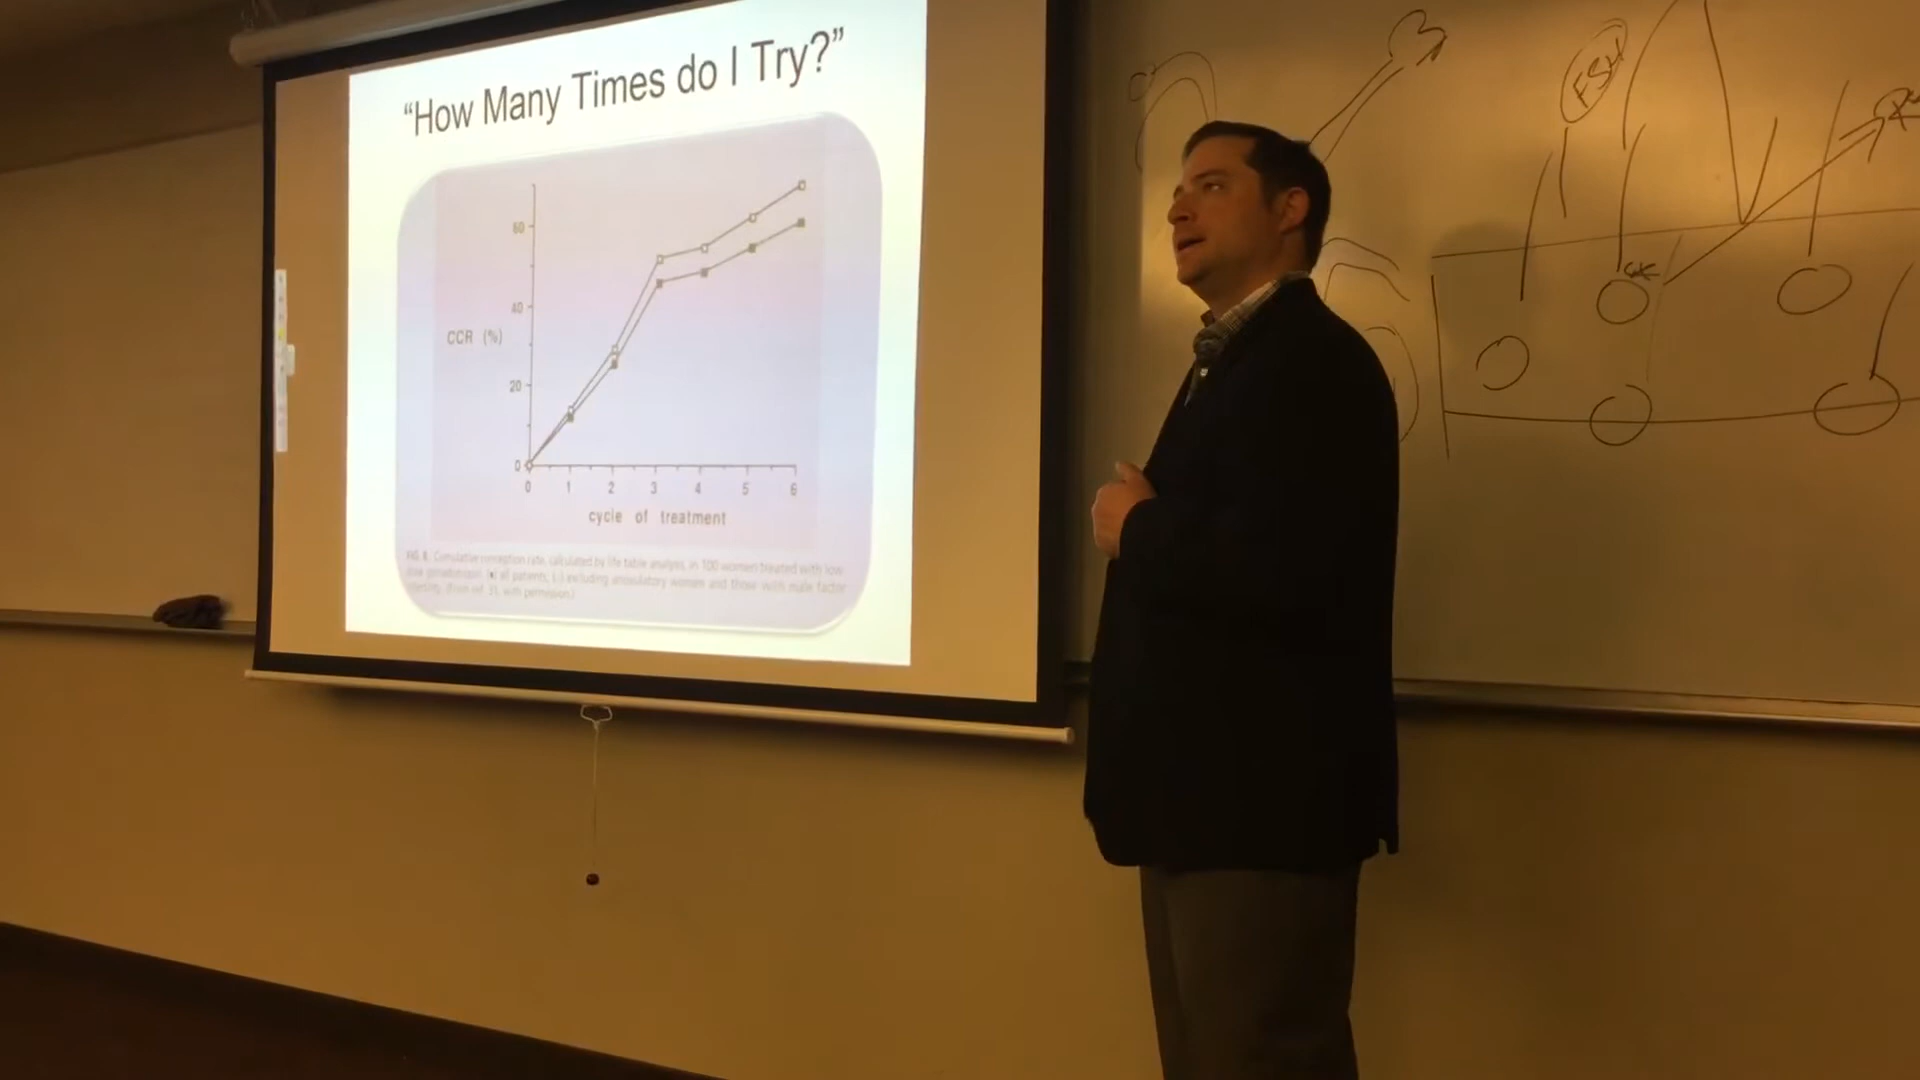 “How Many Times do I Try?”
60
40
CCR (%)
20
0
0 1 2 3 4 5 6
cycle of treatment
FIG. 8. Cumulative conception rate, calculated by life table analysis, in 100 women treated with low
dose gonadotropin all patients; excluding anovulatory women and those with male factor
infertility. (From ref. 31, with permission.)
FSH